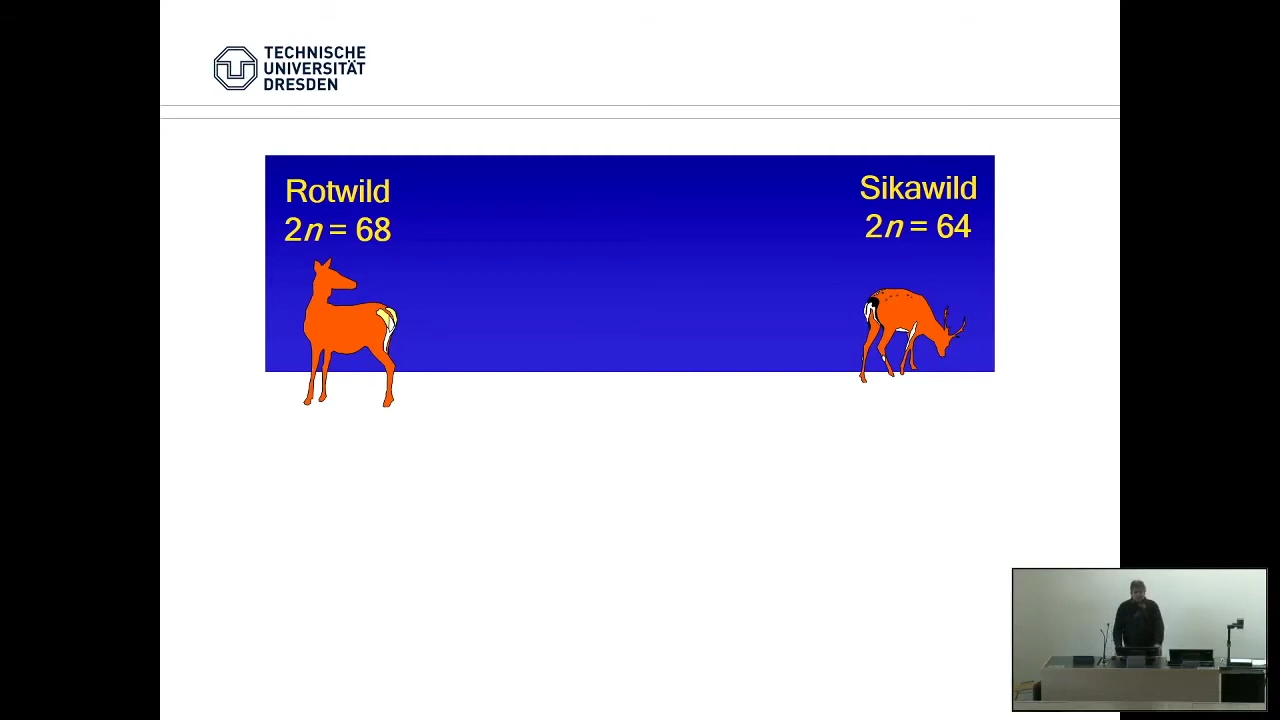 TECHNISCHE
UNIVERSITÄT
DRESDEN
Rotwild
2n = 68
Sikawild
2n = 64